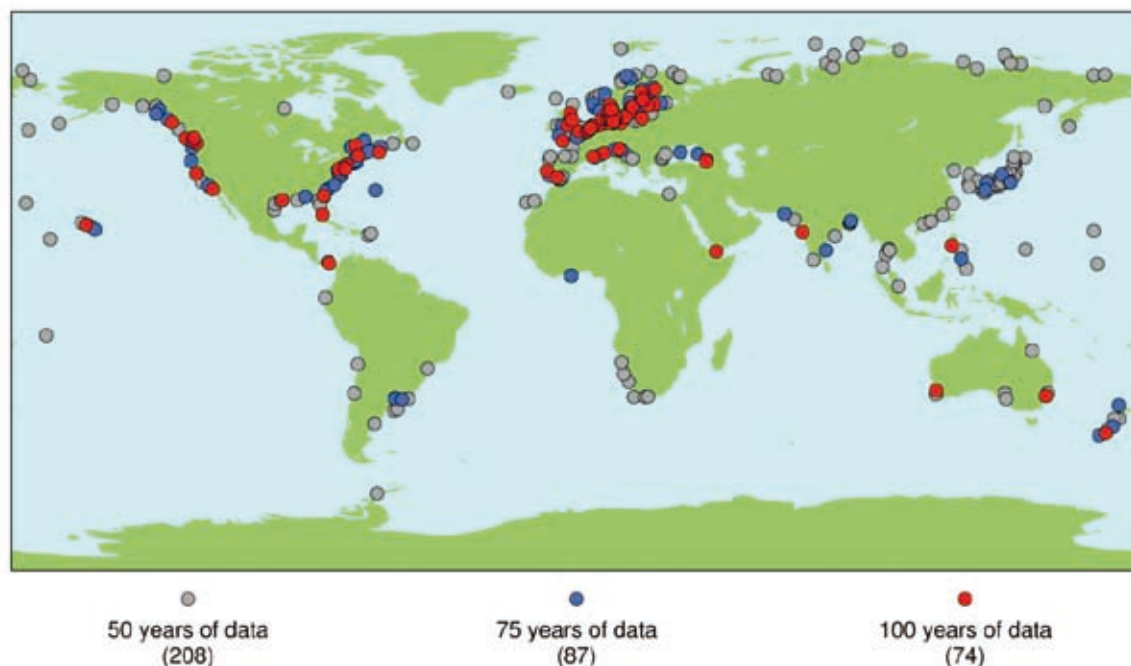 50 years of data
(208)
75 years of data
(87)
100 years of data
(74)